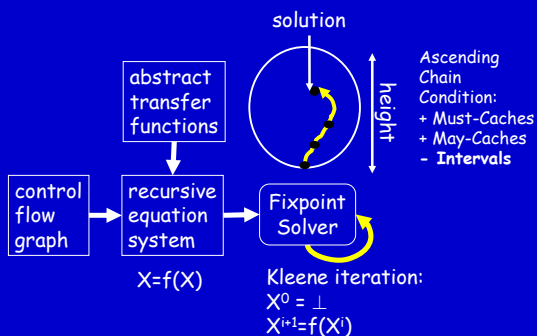 solution
abstract
transfer
functions
height
Ascending
Chain
Condition:
+ Must-Caches
+ May-Caches
- Intervals
control
flow
graph
recursive
equation
system
Fixpoint
Solver
X=f(X)
Kleene iteration:
X⁰ = ⊥
Xⁱ⁺¹=f(Xⁱ)